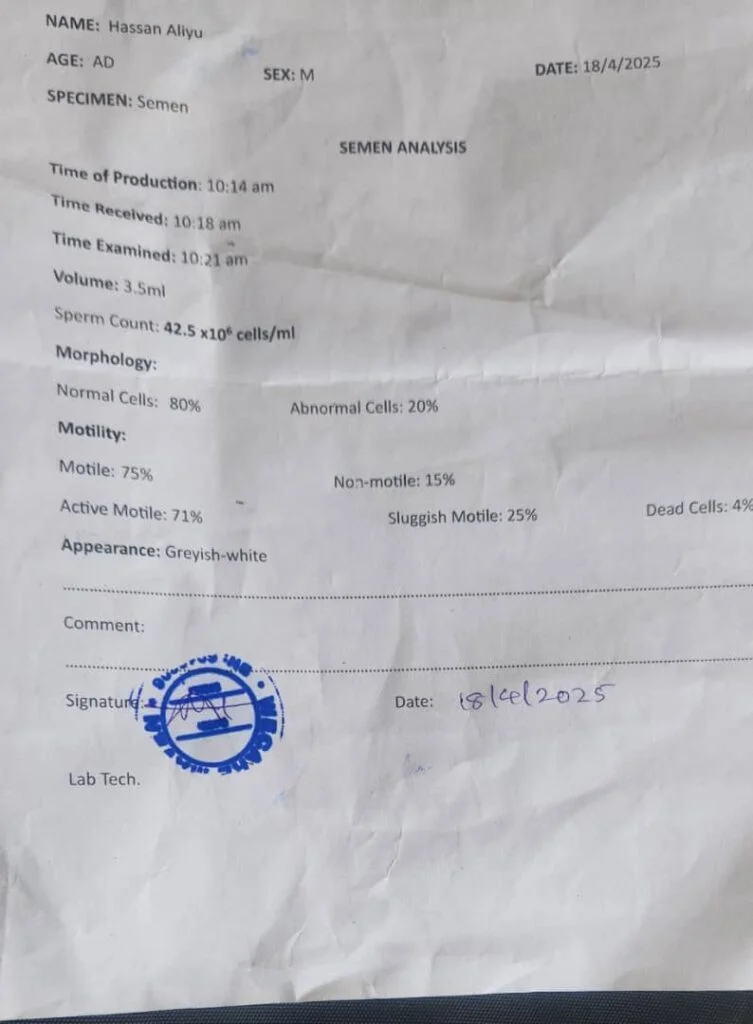 NAME: Hassan Aliyu
AGE: AD SEX: M DATE: 18/4/2025
SPECIMEN: Semen
SEMEN ANALYSIS
Time of Production: 10:14 am
Time Received: 10:18 am
Time Examined: 10:21 am
Volume: 3.5ml
Sperm Count: 42.5 x10⁶ cells/ml
Morphology:
Normal Cells: 80% Abnormal Cells: 20%
Motility:
Motile: 75% Non-motile: 15%
Active Motile: 71% Sluggish Motile: 25% Dead Cells: 4%
Appearance: Greyish-white
Comment:
Signature: Date: 18/4/2025
Lab Tech.